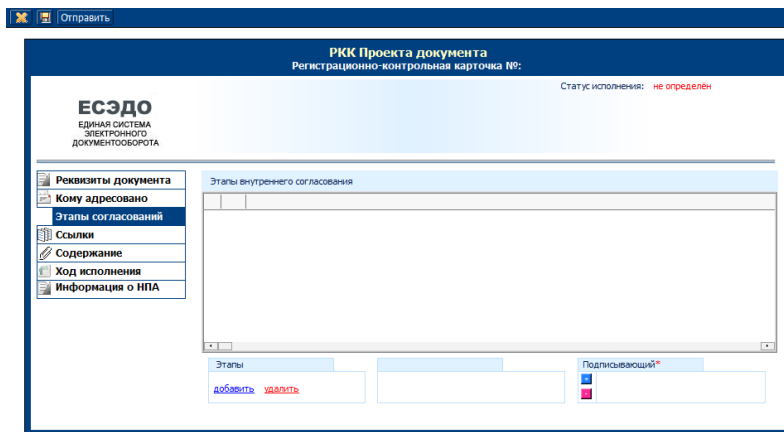 Отправить
РКК Проекта документа
Регистрационно-контрольная карточка №:
Статус исполнения: не определён
ЕСЭДО
ЕДИНАЯ СИСТЕМА
ЭЛЕКТРОННОГО
ДОКУМЕНТООБОРОТА
Реквизиты документа
Кому адресовано
Этапы согласований
Ссылки
Содержание
Ход исполнения
Информация о НПА
Этапы внутреннего согласования
Этапы
добавить удалить
Подписывающий*